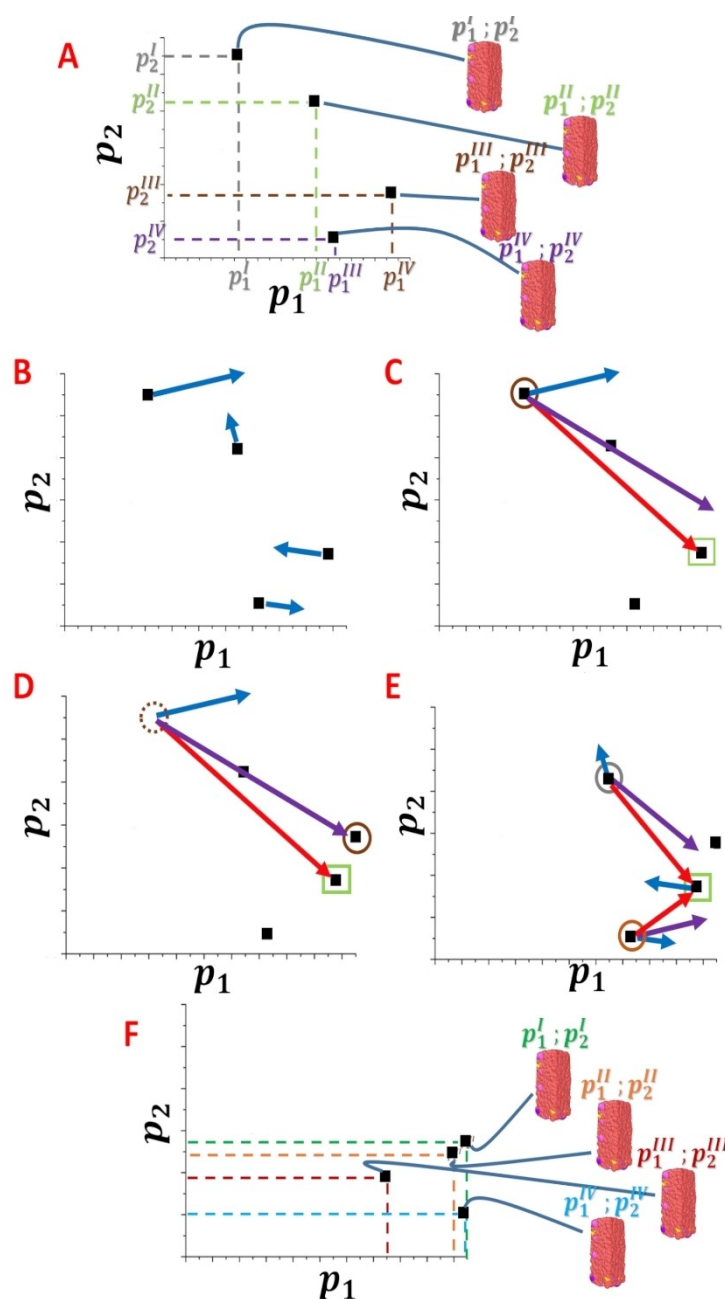 A
p₂
p₂ᴵ
p₂ᴵᴵ
p₂ᴵᴵᴵ
p₂ᴵⱽ
p₁ᴵ ; p₂ᴵ
p₁ᴵᴵ ; p₂ᴵᴵ
p₁ᴵᴵᴵ ; p₂ᴵᴵᴵ
p₁ᴵⱽ ; p₂ᴵⱽ
p₁ᴵ p₁ᴵᴵ p₁ᴵᴵᴵ p₁ᴵⱽ
p₁
B
p₂
p₁
C
p₂
p₁
D
p₂
p₁
E
p₂
p₁
F
p₂
p₁ᴵ ; p₂ᴵ
p₁ᴵᴵ ; p₂ᴵᴵ
p₁ᴵᴵᴵ ; p₂ᴵᴵᴵ
p₁ᴵⱽ ; p₂ᴵⱽ
p₁